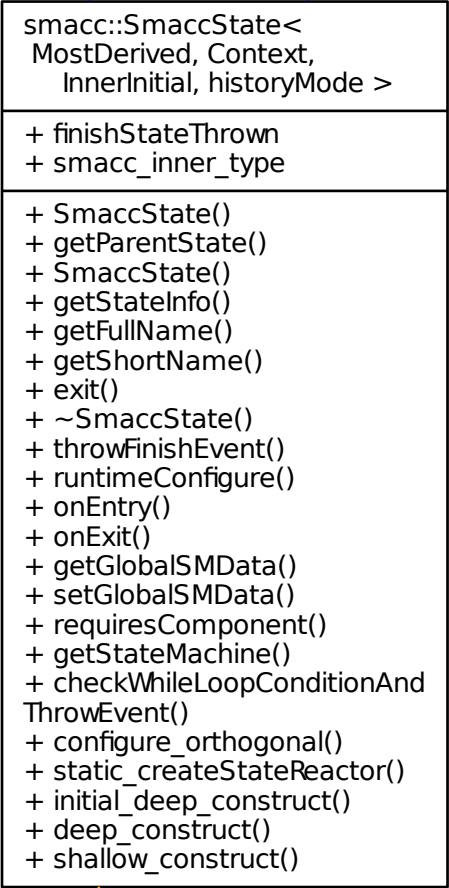 smacc::SmaccState<
MostDerived, Context,
InnerInitial, historyMode >
+ finishStateThrown
+ smacc_inner_type
+ SmaccState()
+ getParentState()
+ SmaccState()
+ getStateInfo()
+ getFullName()
+ getShortName()
+ exit()
+ ~SmaccState()
+ throwFinishEvent()
+ runtimeConfigure()
+ onEntry()
+ onExit()
+ getGlobalSMData()
+ setGlobalSMData()
+ requiresComponent()
+ getStateMachine()
+ checkWhileLoopConditionAnd
ThrowEvent()
+ configure_orthogonal()
+ static_createStateReactor()
+ initial_deep_construct()
+ deep_construct()
+ shallow_construct()